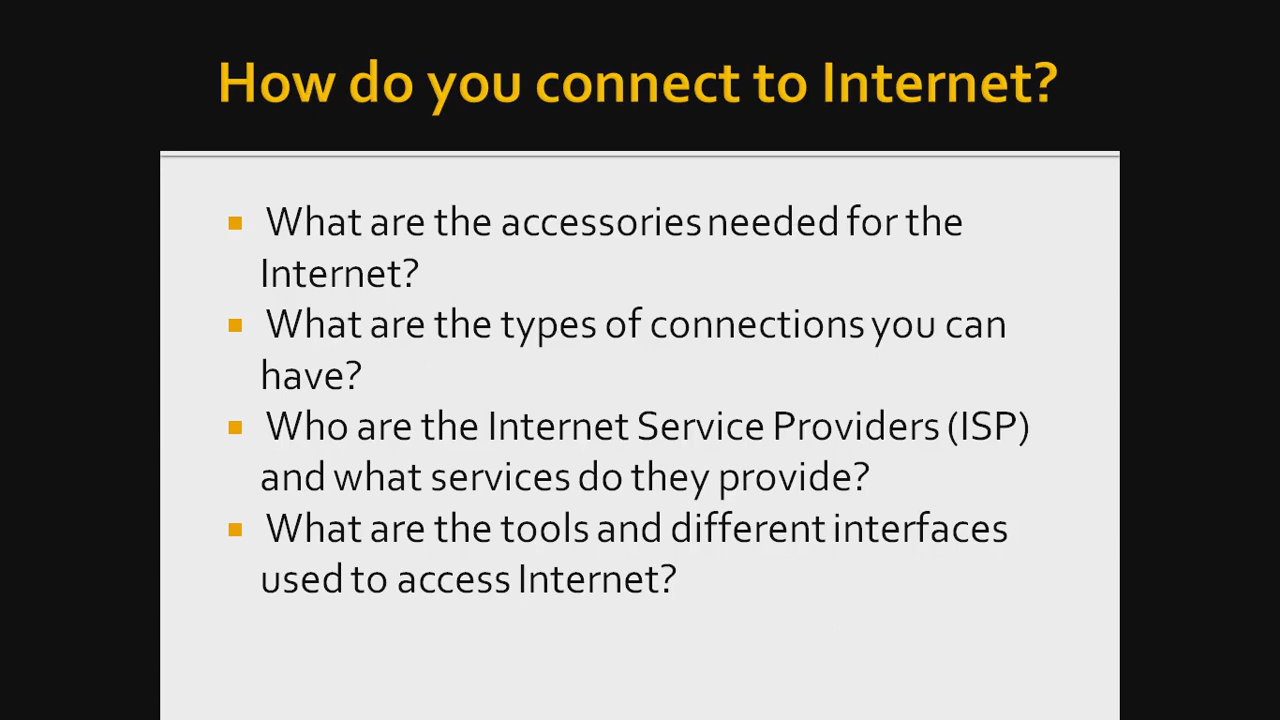 How do you connect to Internet?
What are the accessories needed for the
Internet?
What are the types of connections you can
have?
Who are the Internet Service Providers (ISP)
and what services do they provide?
What are the tools and different interfaces
used to access Internet?